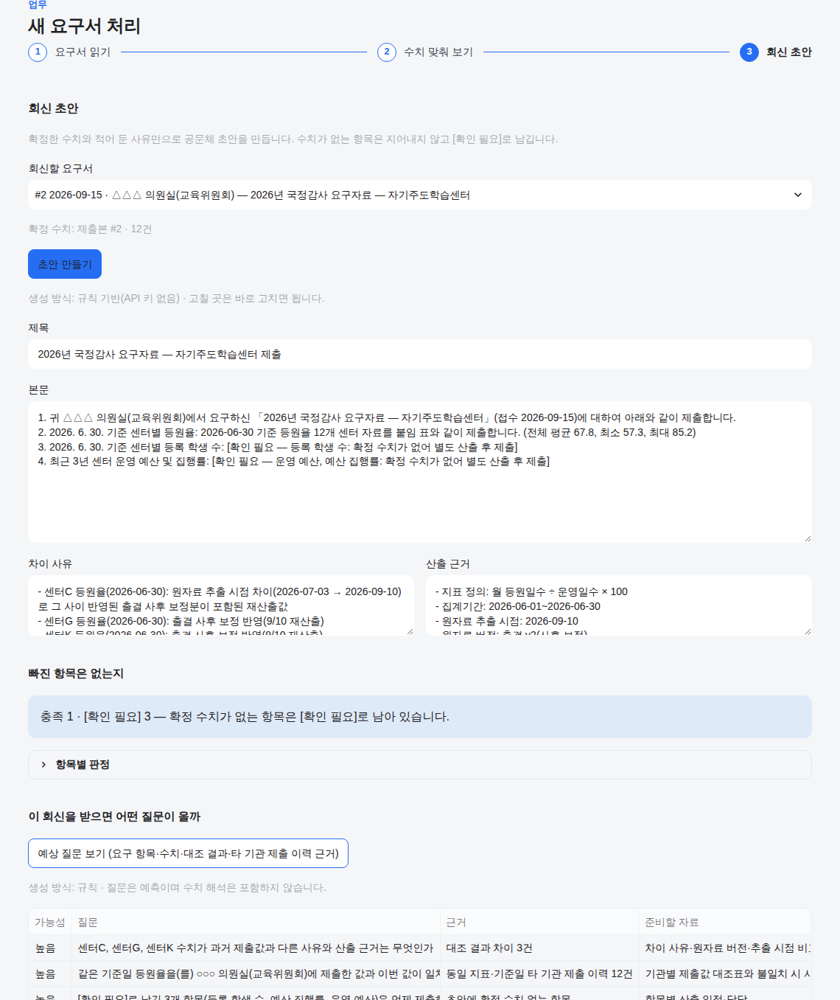 업무
새 요구서 처리
1 요구서 읽기 2 수치 맞춰 보기 3 회신 초안
회신 초안
확정한 수치와 적어 둔 사유만으로 공문체 초안을 만듭니다. 수치가 없는 항목은 지어내지 않고 [확인 필요]로 남깁니다.
회신할 요구서
#2 2026-09-15 · △△△ 의원실(교육위원회) — 2026년 국정감사 요구자료 — 자기주도학습센터
확정 수치: 제출본 #2 · 12건
초안 만들기
생성 방식: 규칙 기반(API 키 없음) · 고칠 곳은 바로 고치면 됩니다.
제목
2026년 국정감사 요구자료 — 자기주도학습센터 제출
본문
1. 귀 △△△ 의원실(교육위원회)에서 요구하신 「2026년 국정감사 요구자료 — 자기주도학습센터」(접수 2026-09-15)에 대하여 아래와 같이 제출합니다.
2. 2026. 6. 30. 기준 센터별 등원율: 2026-06-30 기준 등원율 12개 센터 자료를 붙임 표와 같이 제출합니다. (전체 평균 67.8, 최소 57.3, 최대 85.2)
3. 2026. 6. 30. 기준 센터별 등록 학생 수: [확인 필요 — 등록 학생 수: 확정 수치가 없어 별도 산출 후 제출]
4. 최근 3년 센터 운영 예산 및 집행률: [확인 필요 — 운영 예산, 예산 집행률: 확정 수치가 없어 별도 산출 후 제출]
차이 사유
- 센터C 등원율(2026-06-30): 원자료 추출 시점 차이(2026-07-03 → 2026-09-10)
로 그 사이 반영된 출결 사후 보정분이 포함된 재산출값
- 센터G 등원율(2026-06-30): 출결 사후 보정 반영(9/10 재산출)
- 센터K 등원율(2026-06-30): 출결 사후 보정 반영(9/10 재산출)
산출 근거
- 지표 정의: 월 등원일수 ÷ 운영일수 × 100
- 집계기간: 2026-06-01~2026-06-30
- 원자료 추출 시점: 2026-09-10
- 원자료 버전: 출결 v2(사후 보정)
빠진 항목은 없는지
충족 1 · [확인 필요] 3 — 확정 수치가 없는 항목은 [확인 필요]로 남아 있습니다.
항목별 판정
이 회신을 받으면 어떤 질문이 올까
예상 질문 보기 (요구 항목·수치·대조 결과·타 기관 제출 이력 근거)
생성 방식: 규칙 · 질문은 예측이며 수치 해석은 포함하지 않습니다.
가능성 질문 근거 준비할 자료
높음 센터C, 센터G, 센터K 수치가 과거 제출값과 다른 사유와 산출 근거는 무엇인가 대조 결과 차이 3건 차이 사유·원자료 버전·추출 시점
높음 같은 기준일 등원율을(를) ○○○ 의원실(교육위원회)에 제출한 값과 이번 값이 동일 지표·기준일 타 기관 제출 이력 12건 기관별 제출값 대조표와 불일치 시
높음 [확인 필요]로 남긴 3개 항목(등록 학생 수, 예산 집행률, 운영 예산)은 언제 초안에 확정 수치 없는 항목 항목별 산출 일정·담당